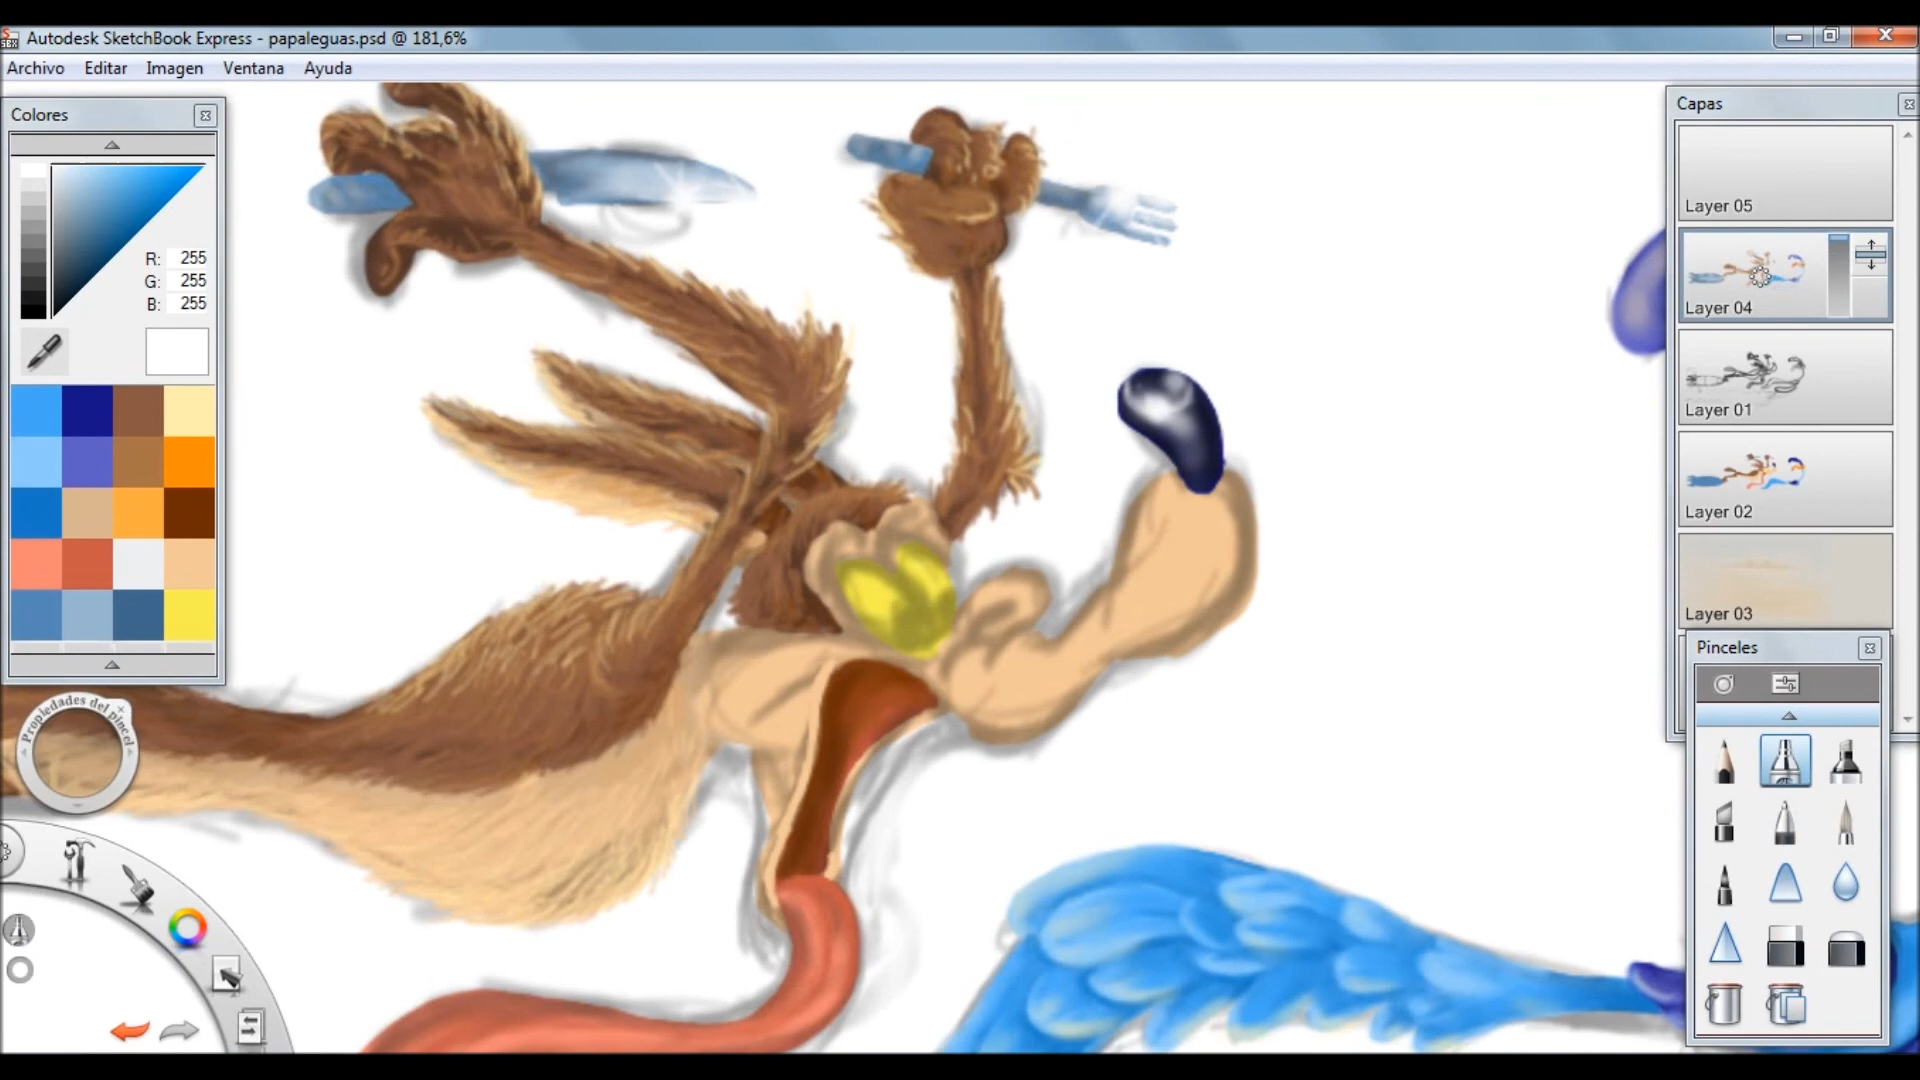 Autodesk SketchBook Express - papaleguas.psd @ 181,6%
Archivo Editar Imagen Ventana Ayuda
Colores
R: 255
G: 255
B: 255
Propiedades del pincel
Capas
Layer 05
Layer 04
Layer 01
Layer 02
Layer 03
Pinceles